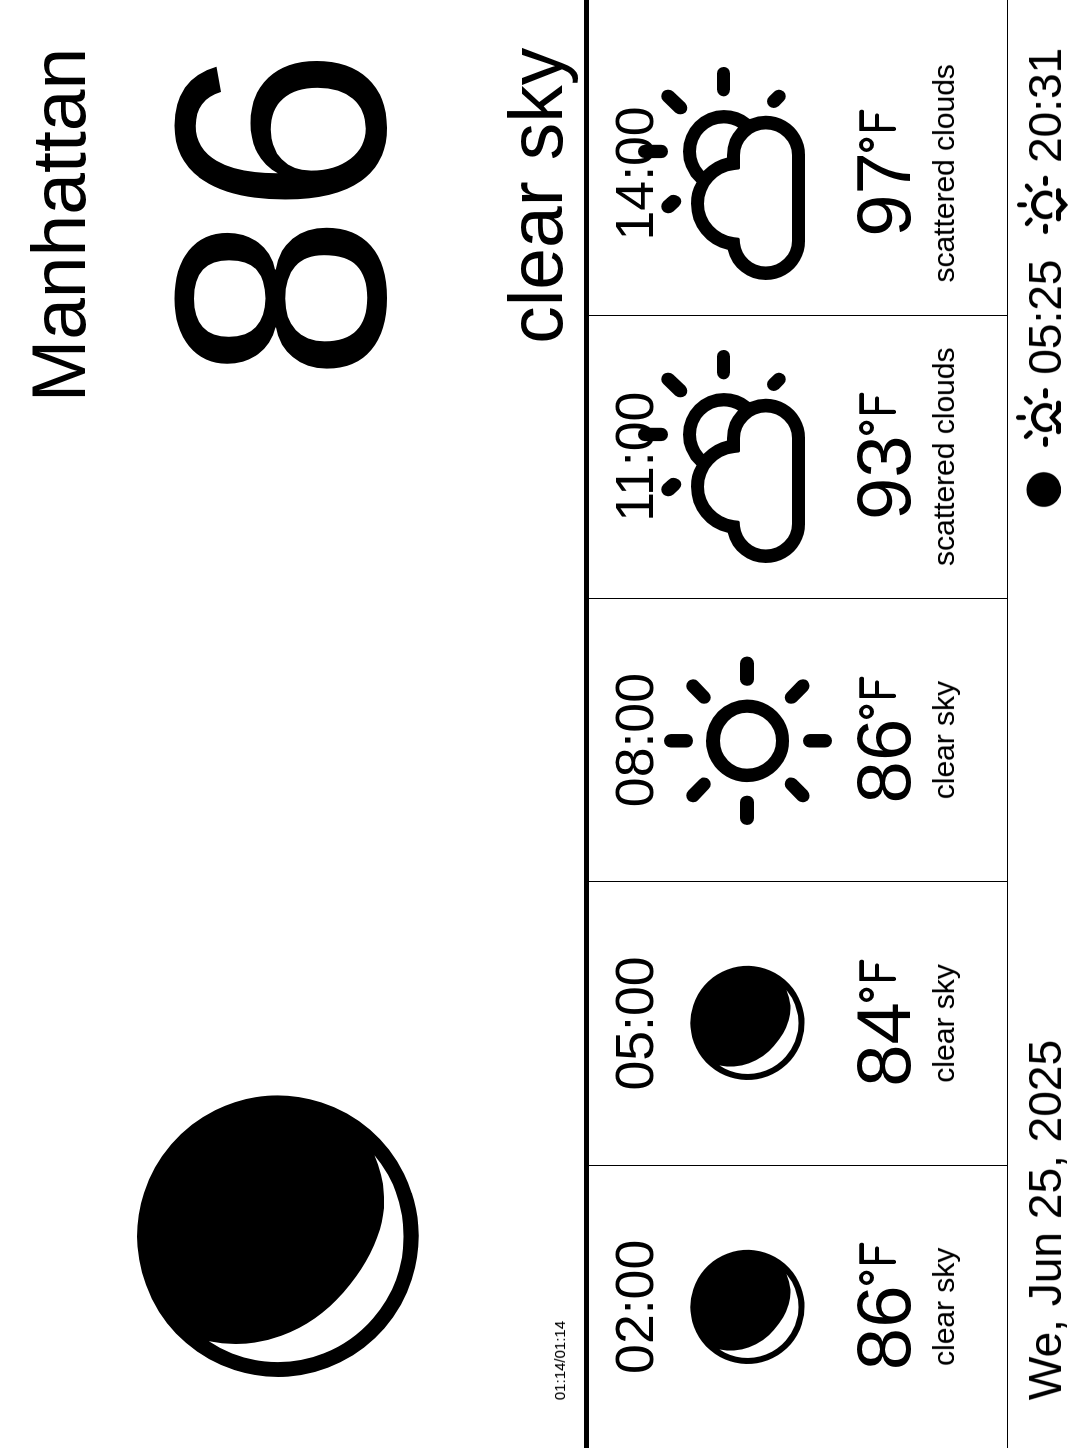 Manhattan
86
clear sky
01:14/01:14
02:00
86°F
clear sky
05:00
84°F
clear sky
08:00
86°F
clear sky
11:00
93°F
scattered clouds
14:00
97°F
scattered clouds
We, Jun 25, 2025
05:25
20:31